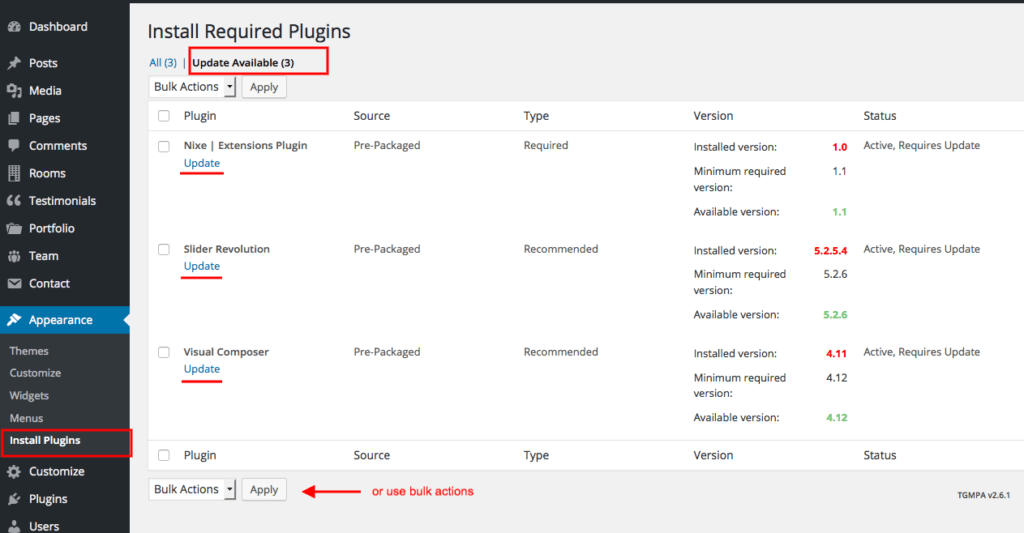 Dashboard
Posts
Media
Pages
Comments
Rooms
Testimonials
Portfolio
Team
Contact
Appearance
Themes
Customize
Widgets
Menus
Install Plugins
Customize
Plugins
Users
Install Required Plugins
All (3) | Update Available (3)
Bulk Actions Apply
Plugin Source Type Version Status
Nixe | Extensions Plugin Pre-Packaged Required Installed version: 1.0 Active, Requires Update
Update
Minimum required 1.1
version:
Available version: 1.1
Slider Revolution Pre-Packaged Recommended Installed version: 5.2.5.4 Active, Requires Update
Update
Minimum required 5.2.6
version:
Available version: 5.2.6
Visual Composer Pre-Packaged Recommended Installed version: 4.11 Active, Requires Update
Update
Minimum required 4.12
version:
Available version: 4.12
Plugin Source Type Version Status
Bulk Actions Apply or use bulk actions
TGMPA v2.6.1